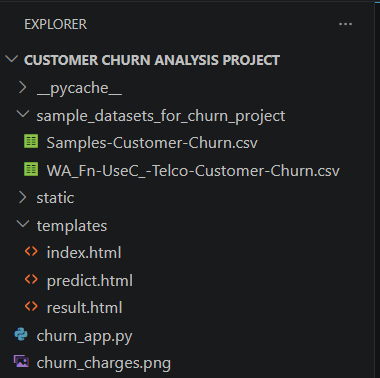 EXPLORER
CUSTOMER CHURN ANALYSIS PROJECT
__pycache__
sample_datasets_for_churn_project
Samples-Customer-Churn.csv
WA_Fn-UseC_-Telco-Customer-Churn.csv
static
templates
index.html
predict.html
result.html
churn_app.py
churn_charges.png